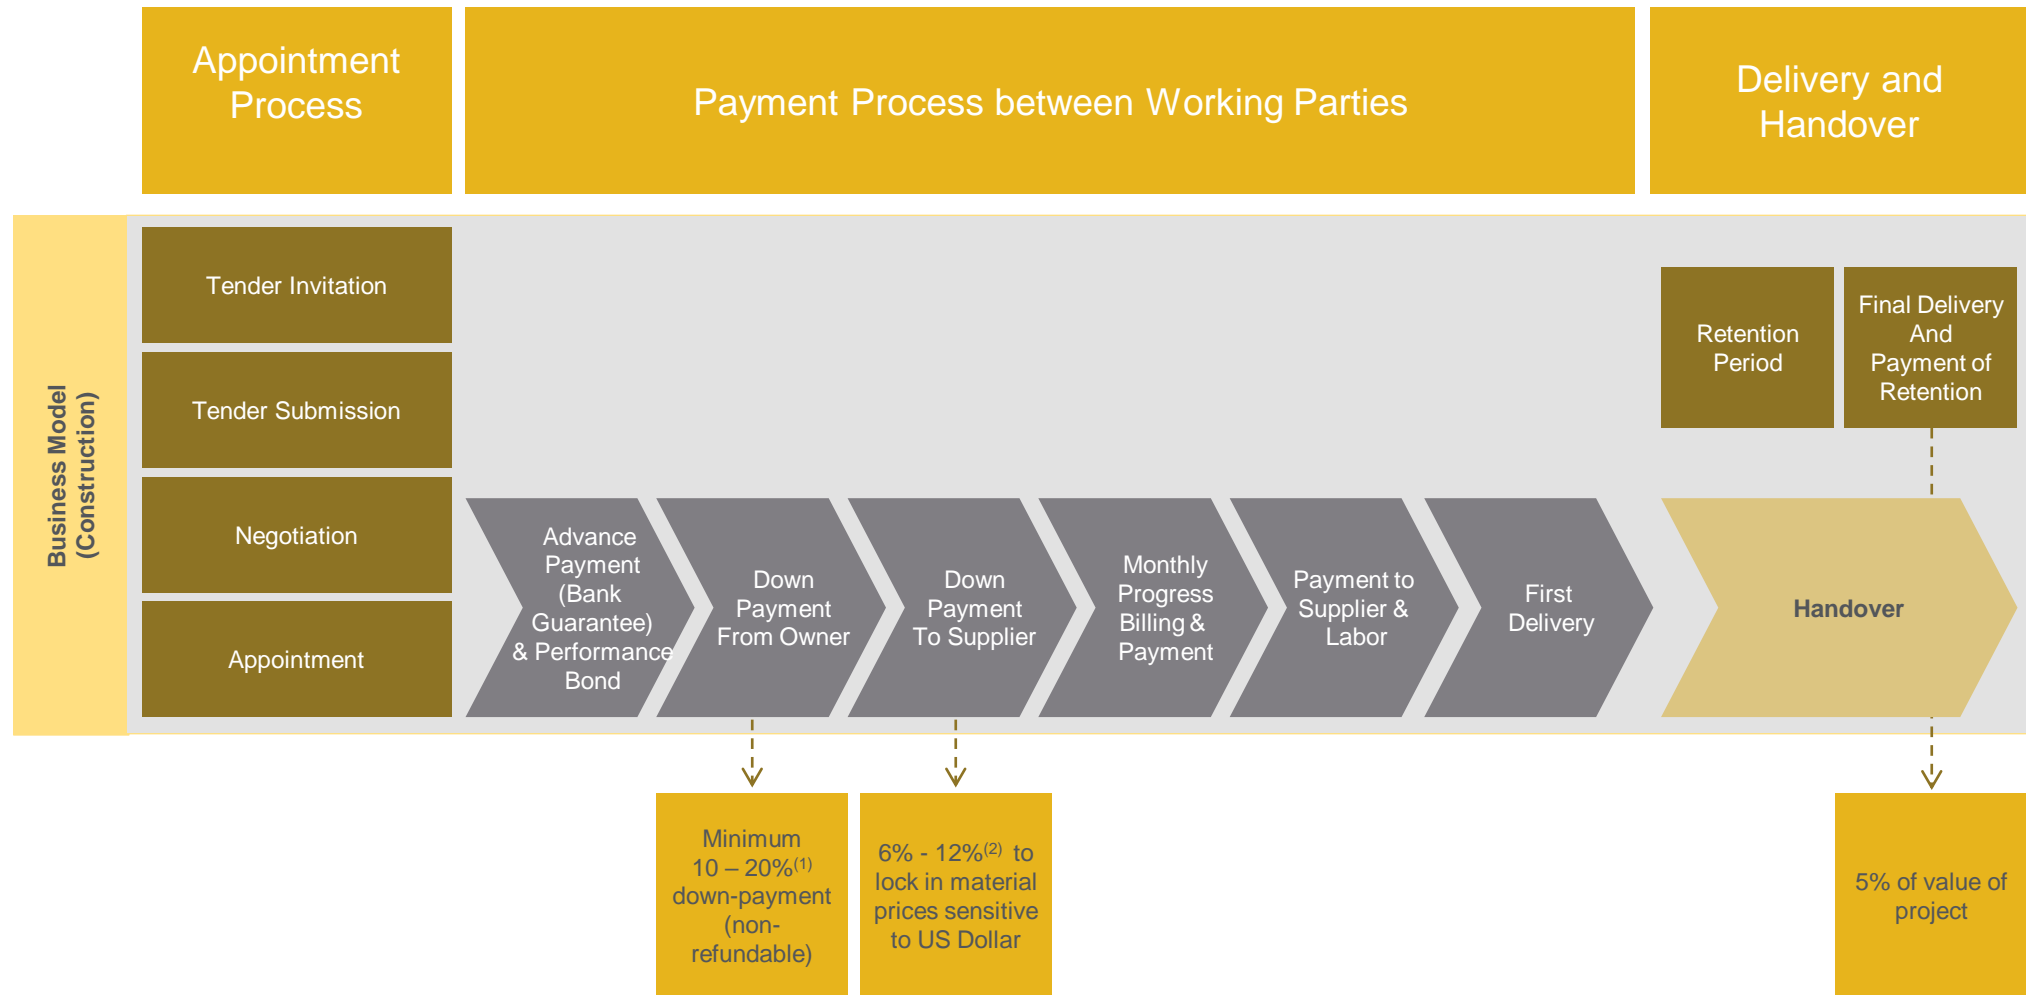 Appointment
Process
Payment Process between Working Parties
Delivery and
Handover
Business Model
(Construction)
Tender Invitation
Tender Submission
Negotiation
Appointment
Retention
Period
Final Delivery
And
Payment of
Retention
Advance
Payment
(Bank
Guarantee)
& Performance
Bond
Down
Payment
From Owner
Down
Payment
To Supplier
Monthly
Progress
Billing &
Payment
Payment to
Supplier &
Labor
First
Delivery
Handover
Minimum
10 – 20%(1)
down-payment
(non-
refundable)
6% - 12%(2) to
lock in material
prices sensitive
to US Dollar
5% of value of
project